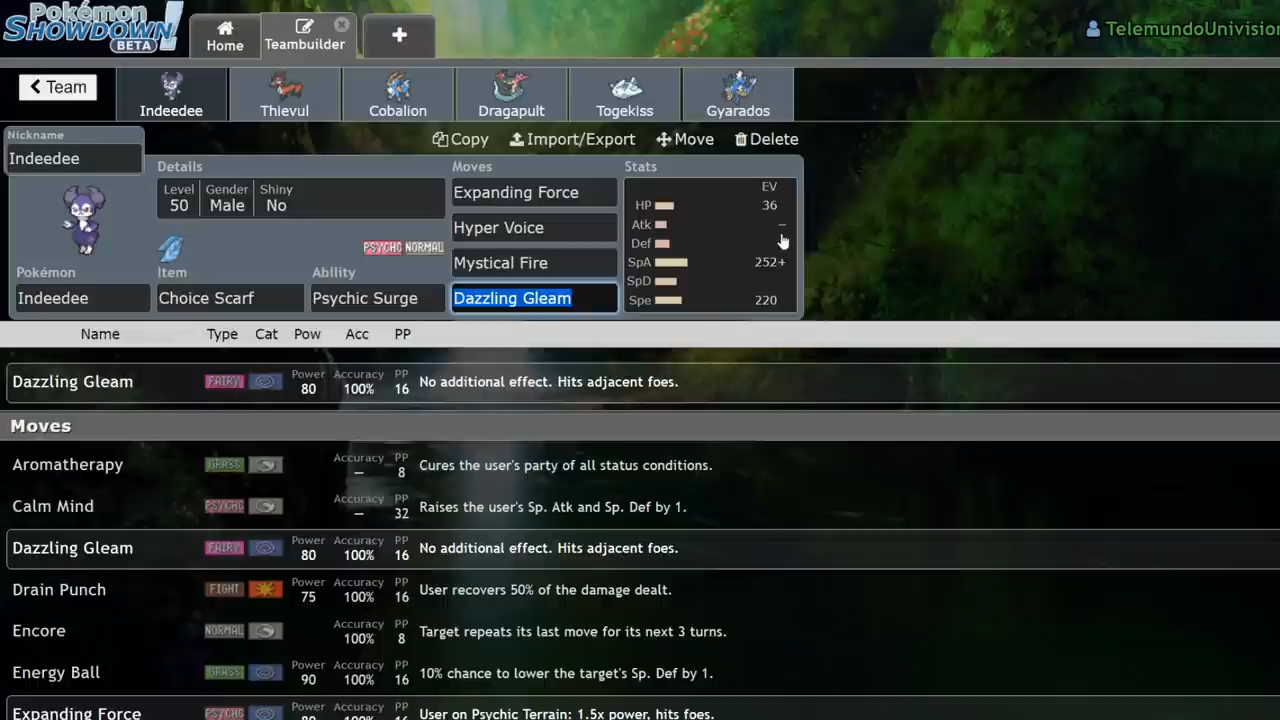 Pokémon
SHOWDOWN!
BETA
Home
Teambuilder
TelemundoUnivision
Team
Indeedee
Thievul
Cobalion
Dragapult
Togekiss
Gyarados
Nickname
Indeedee
Copy
Import/Export
Move
Delete
Details
Level
50
Gender
Male
Shiny
No
PSYCHC NORMAL
Pokémon
Indeedee
Item
Choice Scarf
Ability
Psychic Surge
Moves
Expanding Force
Hyper Voice
Mystical Fire
Dazzling Gleam
Stats
EV
HP 36
Atk –
Def
SpA 252+
SpD
Spe 220
Name Type Cat Pow Acc PP
Dazzling Gleam FAIRY Power 80 Accuracy 100% PP 16 No additional effect. Hits adjacent foes.
Moves
Aromatherapy GRASS Accuracy — PP 8 Cures the user's party of all status conditions.
Calm Mind PSYCHC Accuracy — PP 32 Raises the user's Sp. Atk and Sp. Def by 1.
Dazzling Gleam FAIRY Power 80 Accuracy 100% PP 16 No additional effect. Hits adjacent foes.
Drain Punch FIGHT Power 75 Accuracy 100% PP 16 User recovers 50% of the damage dealt.
Encore NORMAL Accuracy 100% PP 8 Target repeats its last move for its next 3 turns.
Energy Ball GRASS Power 90 Accuracy 100% PP 16 10% chance to lower the target's Sp. Def by 1.
Expanding Force PSYCHC Power 80 Accuracy 100% PP 16 User on Psychic Terrain: 1.5x power, hits foes.